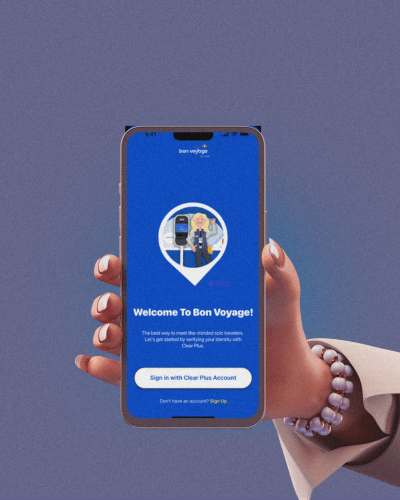 9:41
bon voyage
Welcome To Bon Voyage!
The best way to meet like-minded solo travelers.
Let's get started by verifying your identity with
Clear Plus.
Sign in with Clear Plus Account
Don't have an account? Sign Up